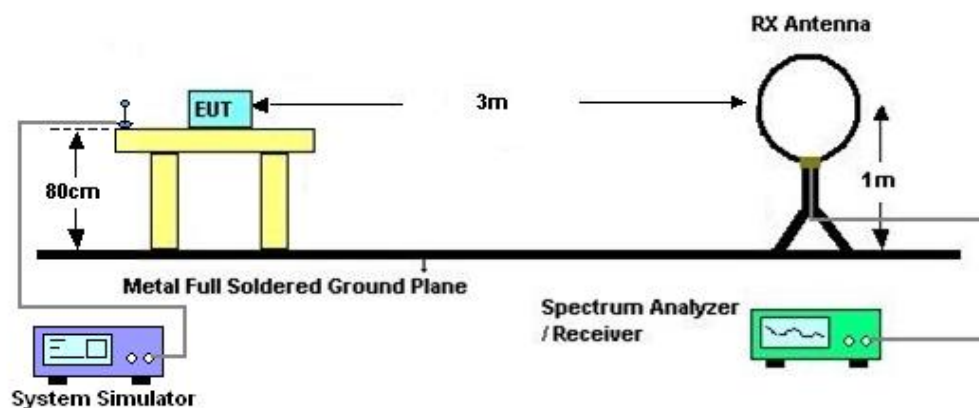 RX Antenna
EUT
3m
80cm
1m
Metal Full Soldered Ground Plane
Spectrum Analyzer
/ Receiver
System Simulator